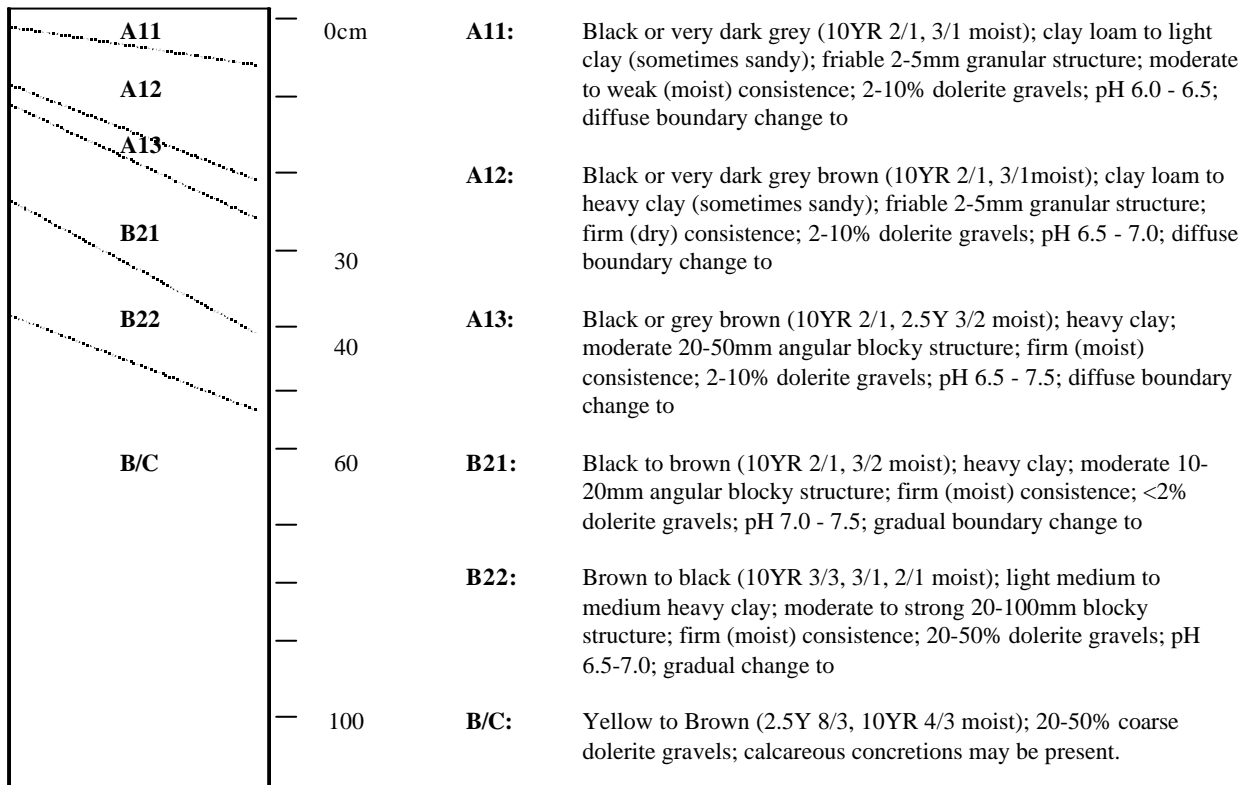 A11
A12
A13
B21
B22
B/C
0cm
30
40
60
100
A11: Black or very dark grey (10YR 2/1, 3/1 moist); clay loam to light
clay (sometimes sandy); friable 2-5mm granular structure; moderate
to weak (moist) consistence; 2-10% dolerite gravels; pH 6.0 - 6.5;
diffuse boundary change to
A12: Black or very dark grey brown (10YR 2/1, 3/1moist); clay loam to
heavy clay (sometimes sandy); friable 2-5mm granular structure;
firm (dry) consistence; 2-10% dolerite gravels; pH 6.5 - 7.0; diffuse
boundary change to
A13: Black or grey brown (10YR 2/1, 2.5Y 3/2 moist); heavy clay;
moderate 20-50mm angular blocky structure; firm (moist)
consistence; 2-10% dolerite gravels; pH 6.5 - 7.5; diffuse boundary
change to
B21: Black to brown (10YR 2/1, 3/2 moist); heavy clay; moderate 10-
20mm angular blocky structure; firm (moist) consistence; <2%
dolerite gravels; pH 7.0 - 7.5; gradual boundary change to
B22: Brown to black (10YR 3/3, 3/1, 2/1 moist); light medium to
medium heavy clay; moderate to strong 20-100mm blocky
structure; firm (moist) consistence; 20-50% dolerite gravels; pH
6.5-7.0; gradual change to
B/C: Yellow to Brown (2.5Y 8/3, 10YR 4/3 moist); 20-50% coarse
dolerite gravels; calcareous concretions may be present.